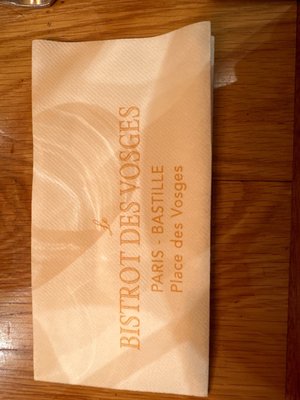 Le
BISTROT DES VOSGES
PARIS - BASTILLE
Place des Vosges